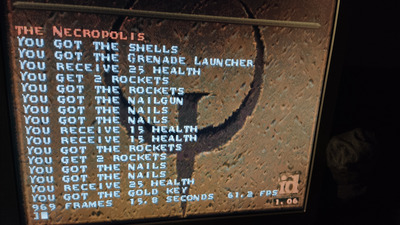 THE NECROPOLIS
YOU GOT THE SHELLS
YOU GOT THE GRENADE LAUNCHER
YOU RECEIVE 25 HEALTH
YOU GET 2 ROCKETS
YOU GOT THE ROCKETS
YOU GOT THE NAILGUN
YOU GOT THE NAILS
YOU GOT THE NAILS
YOU RECEIVE 15 HEALTH
YOU RECEIVE 15 HEALTH
YOU GOT THE ROCKETS
YOU GET 2 ROCKETS
YOU GOT THE NAILS
YOU GOT THE NAILS
YOU RECEIVE 25 HEALTH
YOU GOT THE GOLD KEY
969 FRAMES 15.8 SECONDS 61.2 FPS
]
id
1.06